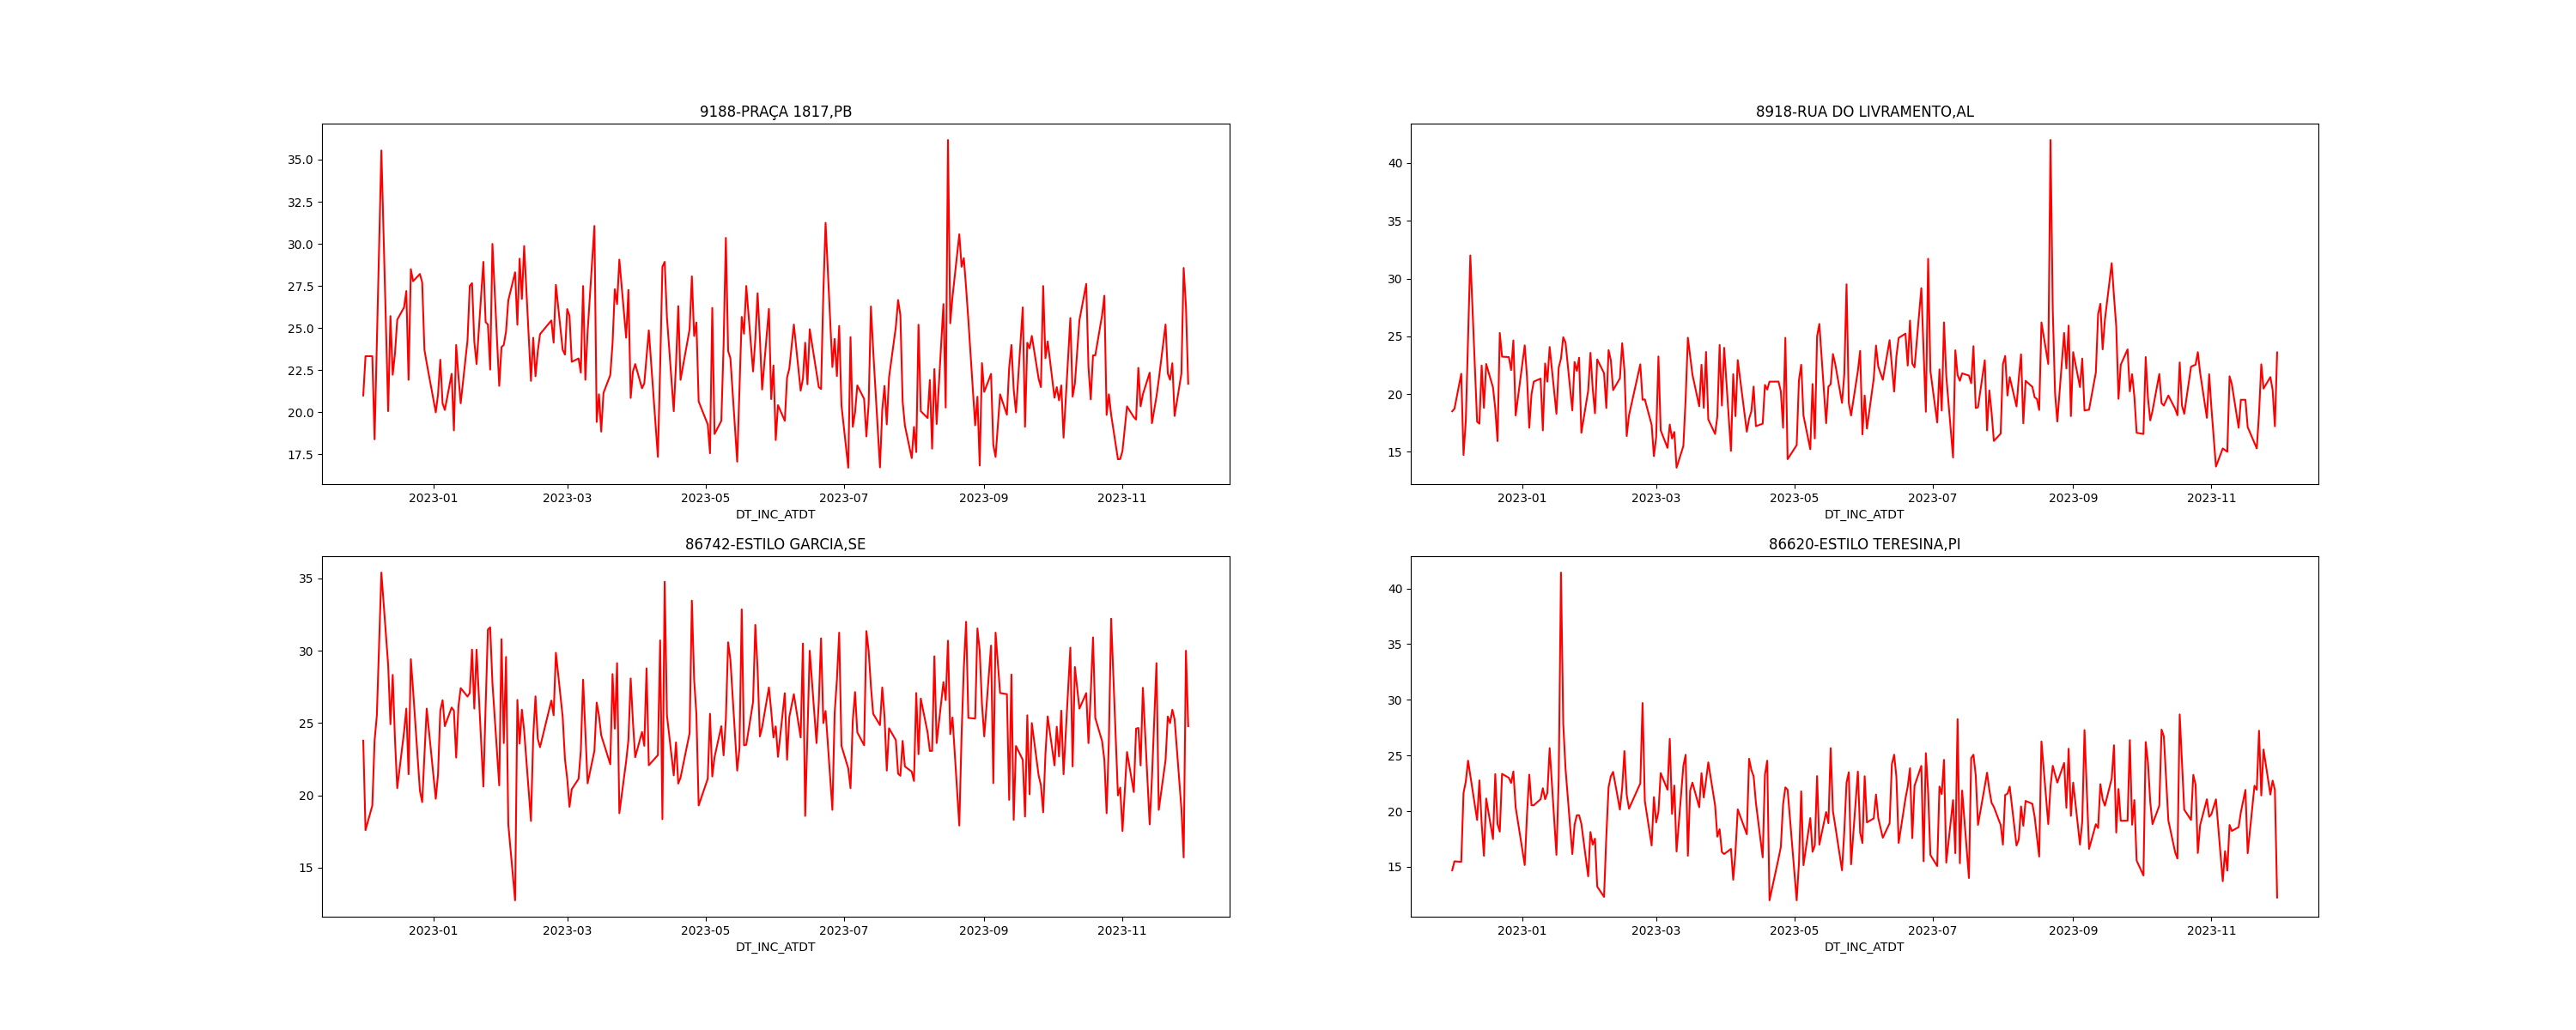 9188-PRAÇA 1817,PB
35.0
32.5
30.0
27.5
25.0
22.5
20.0
17.5
2023-01 2023-03 2023-05 2023-07 2023-09 2023-11
DT_INC_ATDT
8918-RUA DO LIVRAMENTO,AL
40
35
30
25
20
15
2023-01 2023-03 2023-05 2023-07 2023-09 2023-11
DT_INC_ATDT
86742-ESTILO GARCIA,SE
35
30
25
20
15
2023-01 2023-03 2023-05 2023-07 2023-09 2023-11
DT_INC_ATDT
86620-ESTILO TERESINA,PI
40
35
30
25
20
15
2023-01 2023-03 2023-05 2023-07 2023-09 2023-11
DT_INC_ATDT